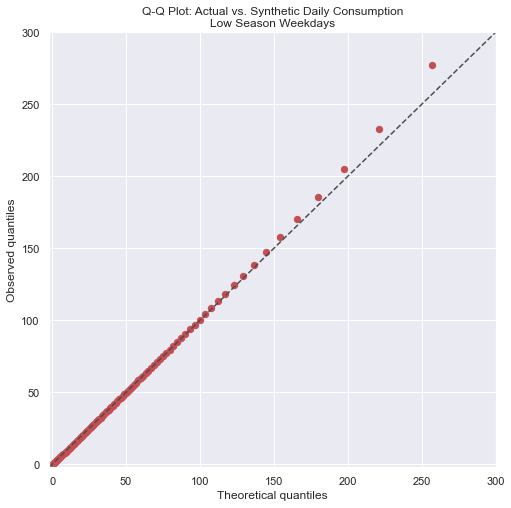 Q-Q Plot: Actual vs. Synthetic Daily Consumption
Low Season Weekdays
Observed quantiles
300
250
200
150
100
50
0
0 50 100 150 200 250 300
Theoretical quantiles